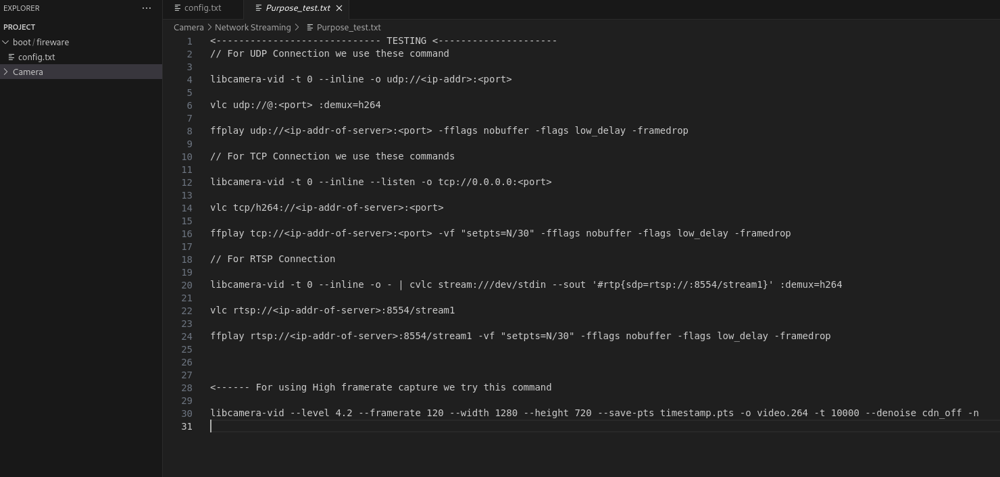 EXPLORER ···
PROJECT
boot/fireware
config.txt
Camera
config.txt
Purpose_test.txt
Camera > Network Streaming > Purpose_test.txt
1 <----------------------------- TESTING <---------------------
2 // For UDP Connection we use these command
3
4 libcamera-vid -t 0 --inline -o udp://<ip-addr>:<port>
5
6 vlc udp://@:<port> :demux=h264
7
8 ffplay udp://<ip-addr-of-server>:<port> -fflags nobuffer -flags low_delay -framedrop
9
10 // For TCP Connection we use these commands
11
12 libcamera-vid -t 0 --inline --listen -o tcp://0.0.0.0:<port>
13
14 vlc tcp/h264://<ip-addr-of-server>:<port>
15
16 ffplay tcp://<ip-addr-of-server>:<port> -vf "setpts=N/30" -fflags nobuffer -flags low_delay -framedrop
17
18 // For RTSP Connection
19
20 libcamera-vid -t 0 --inline -o - | cvlc stream:///dev/stdin --sout '#rtp{sdp=rtsp://:8554/stream1}' :demux=h264
21
22 vlc rtsp://<ip-addr-of-server>:8554/stream1
23
24 ffplay rtsp://<ip-addr-of-server>:8554/stream1 -vf "setpts=N/30" -fflags nobuffer -flags low_delay -framedrop
25
26
27
28 <------ For using High framerate capture we try this command
29
30 libcamera-vid --level 4.2 --framerate 120 --width 1280 --height 720 --save-pts timestamp.pts -o video.264 -t 10000 --denoise cdn_off -n
31